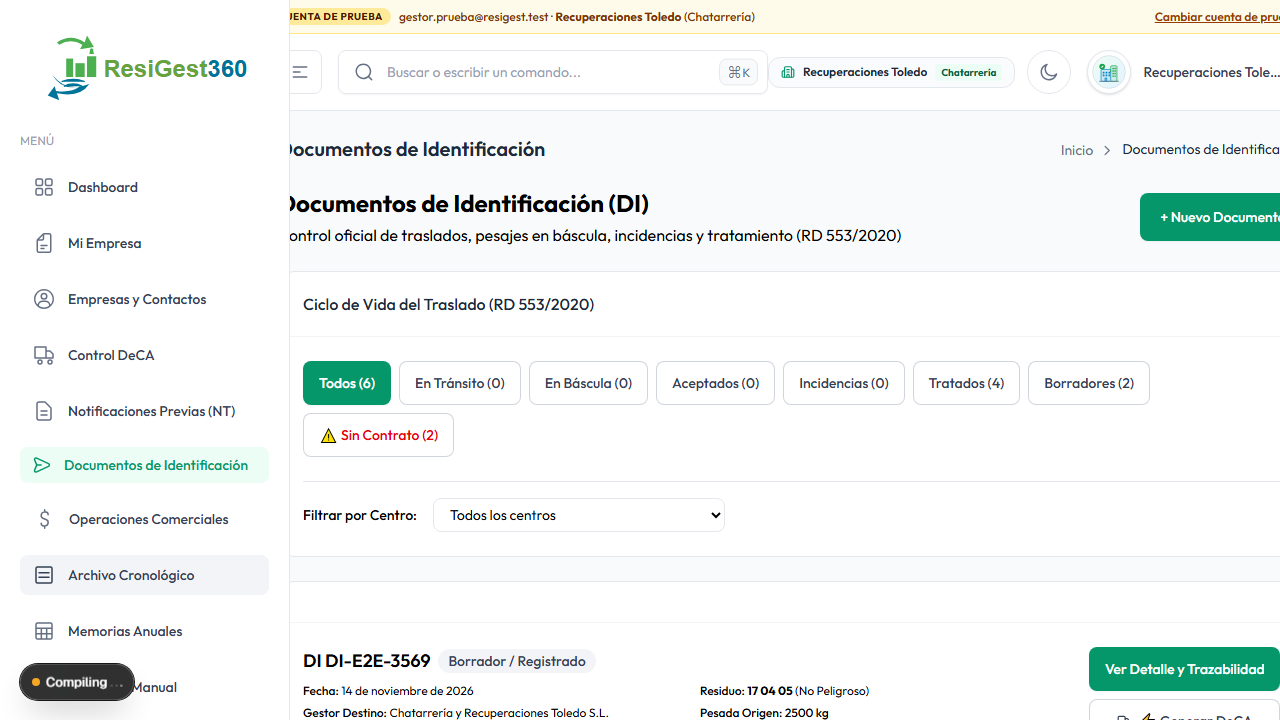 UENTA DE PRUEBA gestor.prueba@resigest.test · Recuperaciones Toledo (Chatarrería) Cambiar cuenta de prue
ResiGest360
Buscar o escribir un comando... ⌘K
Recuperaciones Toledo Chatarrería
Recuperaciones Tole...
MENÚ
Dashboard
Mi Empresa
Empresas y Contactos
Control DeCA
Notificaciones Previas (NT)
Documentos de Identificación
Operaciones Comerciales
Archivo Cronológico
Memorias Anuales
Manual
Compiling...
ocumentos de Identificación
Inicio > Documentos de Identifica
ocumentos de Identificación (DI)
ontrol oficial de traslados, pesajes en báscula, incidencias y tratamiento (RD 553/2020)
+ Nuevo Documento
Ciclo de Vida del Traslado (RD 553/2020)
Todos (6) En Tránsito (0) En Báscula (0) Aceptados (0) Incidencias (0) Tratados (4) Borradores (2)
⚠ Sin Contrato (2)
Filtrar por Centro: Todos los centros
DI DI-E2E-3569 Borrador / Registrado
Fecha: 14 de noviembre de 2026
Residuo: 17 04 05 (No Peligroso)
Gestor Destino: Chatarrería y Recuperaciones Toledo S.L.
Pesada Origen: 2500 kg
Ver Detalle y Trazabilidad
Generar DeCA